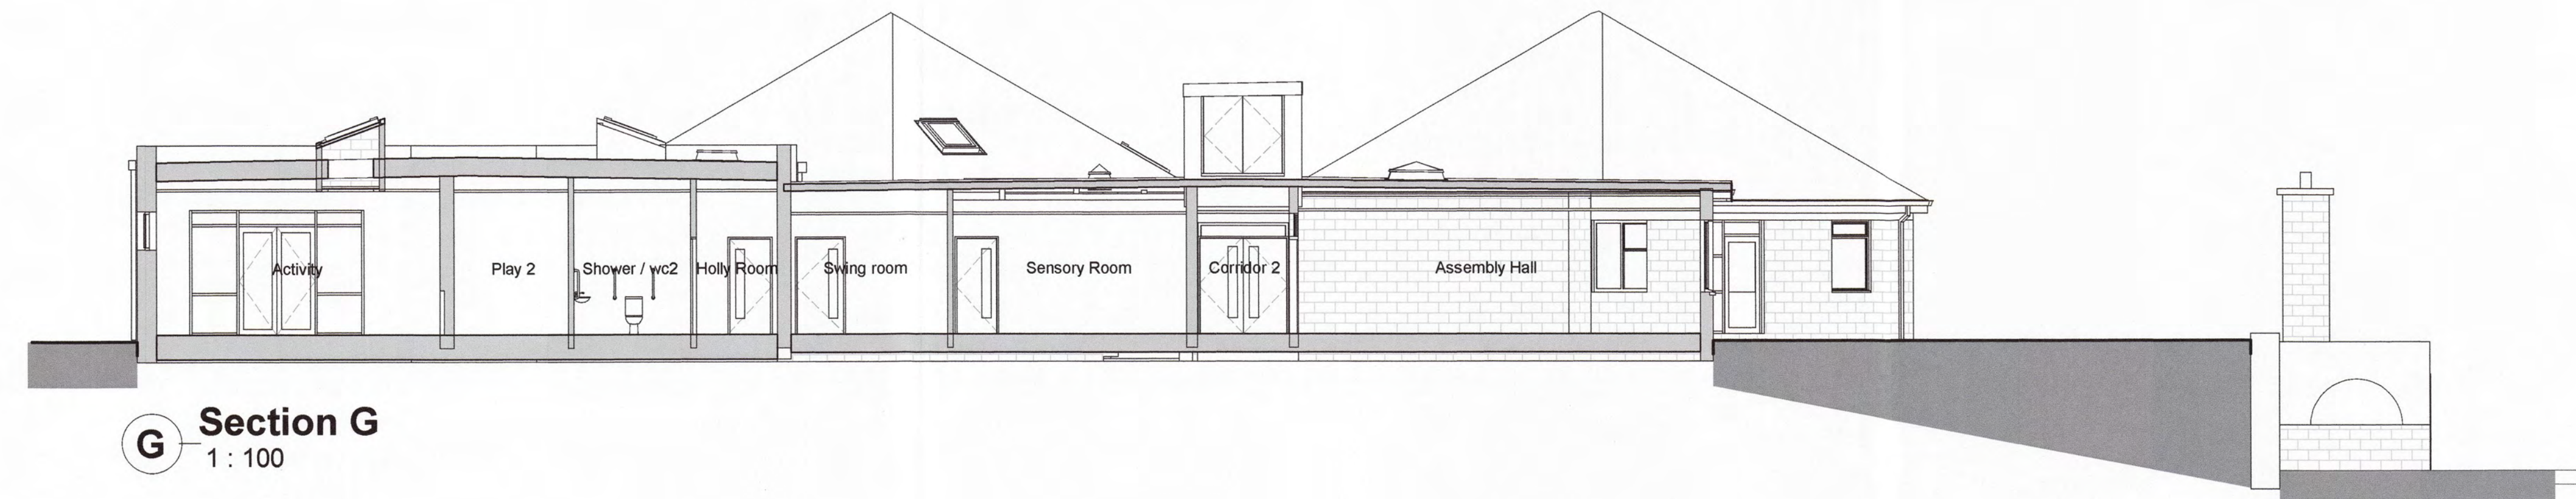 Activity
Play 2
Shower / wc2
Holly Room
Swing room
Sensory Room
Corridor 2
Assembly Hall
G
Section G
1 : 100